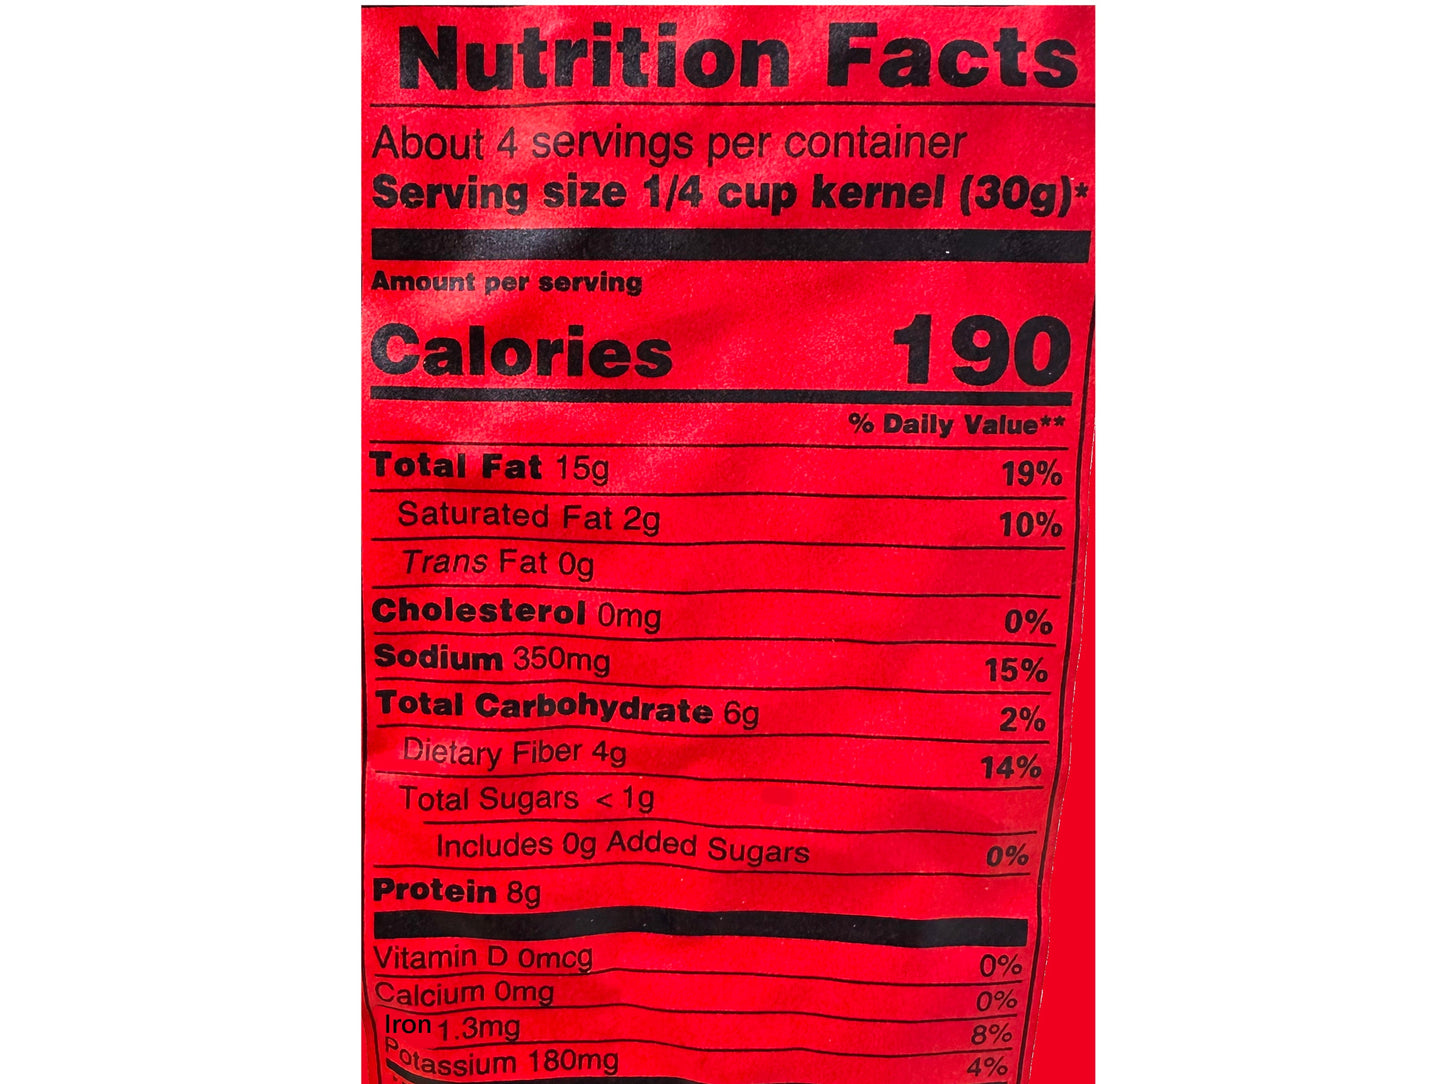 Nutrition Facts
About 4 servings per container
Serving size 1/4 cup kernel (30g)*
Amount per serving
Calories 190
% Daily Value**
Total Fat 15g 19%
Saturated Fat 2g 10%
Trans Fat 0g
Cholesterol 0mg 0%
Sodium 350mg 15%
Total Carbohydrate 6g 2%
Dietary Fiber 4g 14%
Total Sugars < 1g
Includes 0g Added Sugars 0%
Protein 8g
Vitamin D 0mcg 0%
Calcium 0mg 0%
Iron 1.3mg 8%
Potassium 180mg 4%